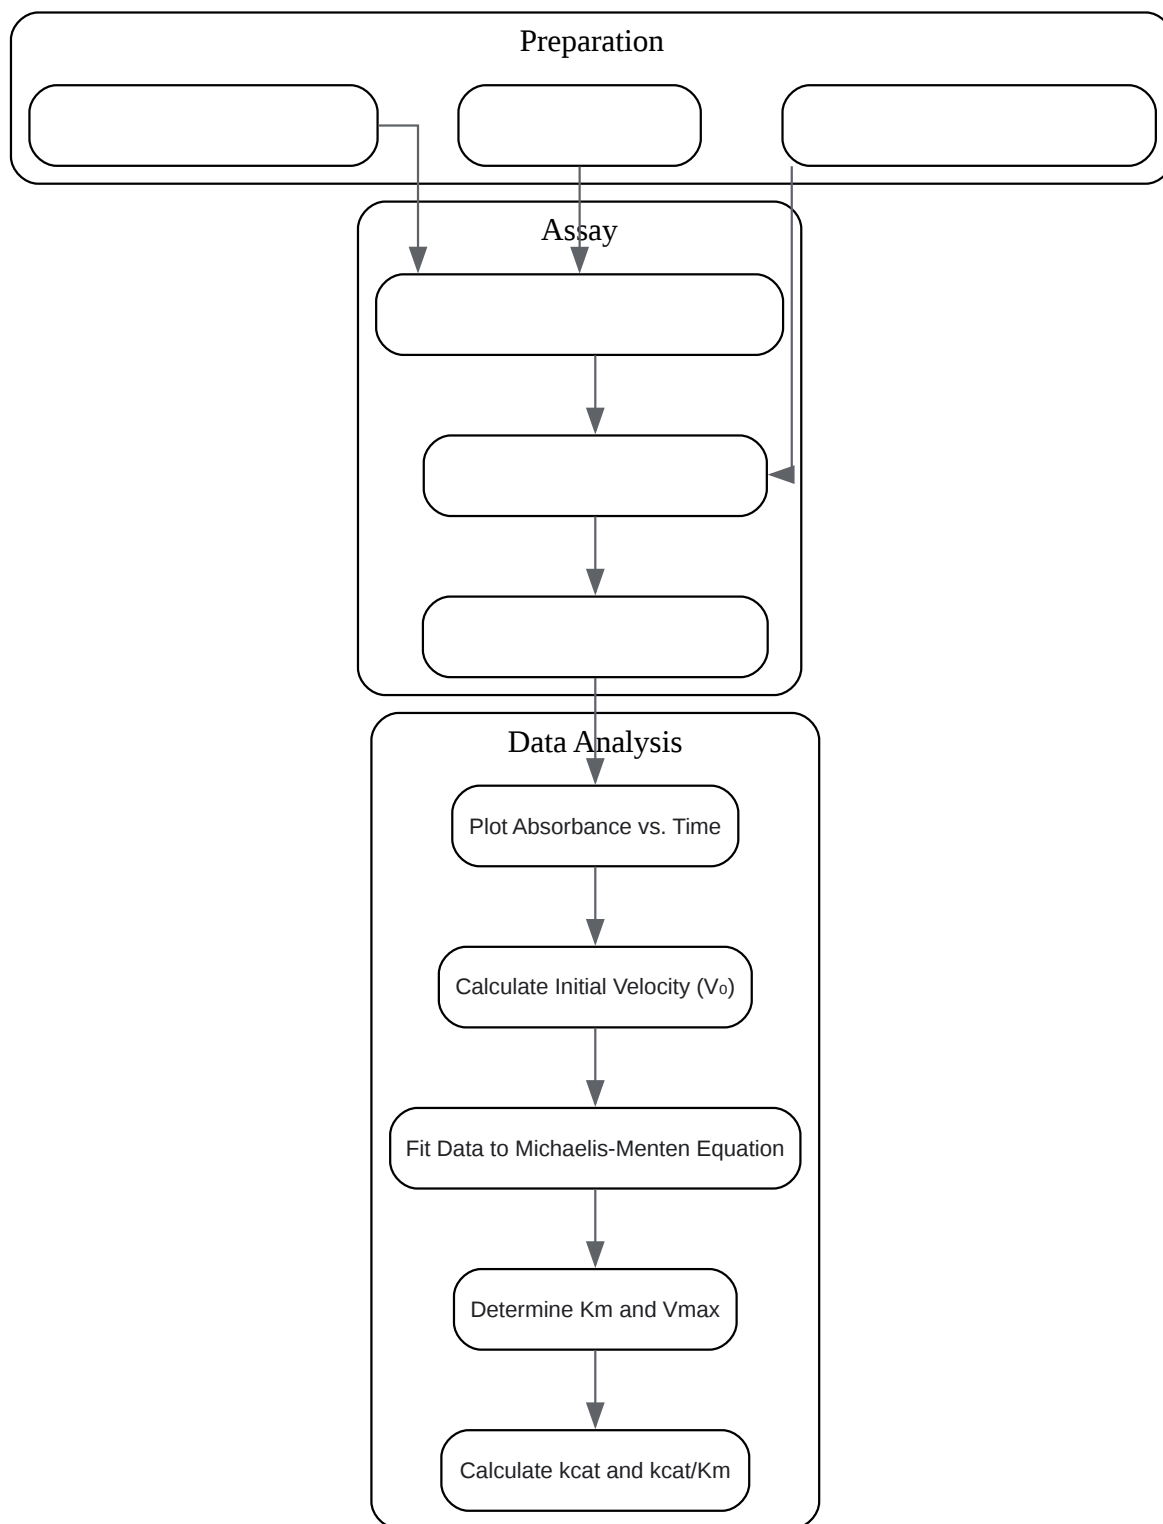 Preparation
Assay
Data Analysis
Plot Absorbance vs. Time
Calculate Initial Velocity (V₀)
Fit Data to Michaelis-Menten Equation
Determine Km and Vmax
Calculate kcat and kcat/Km